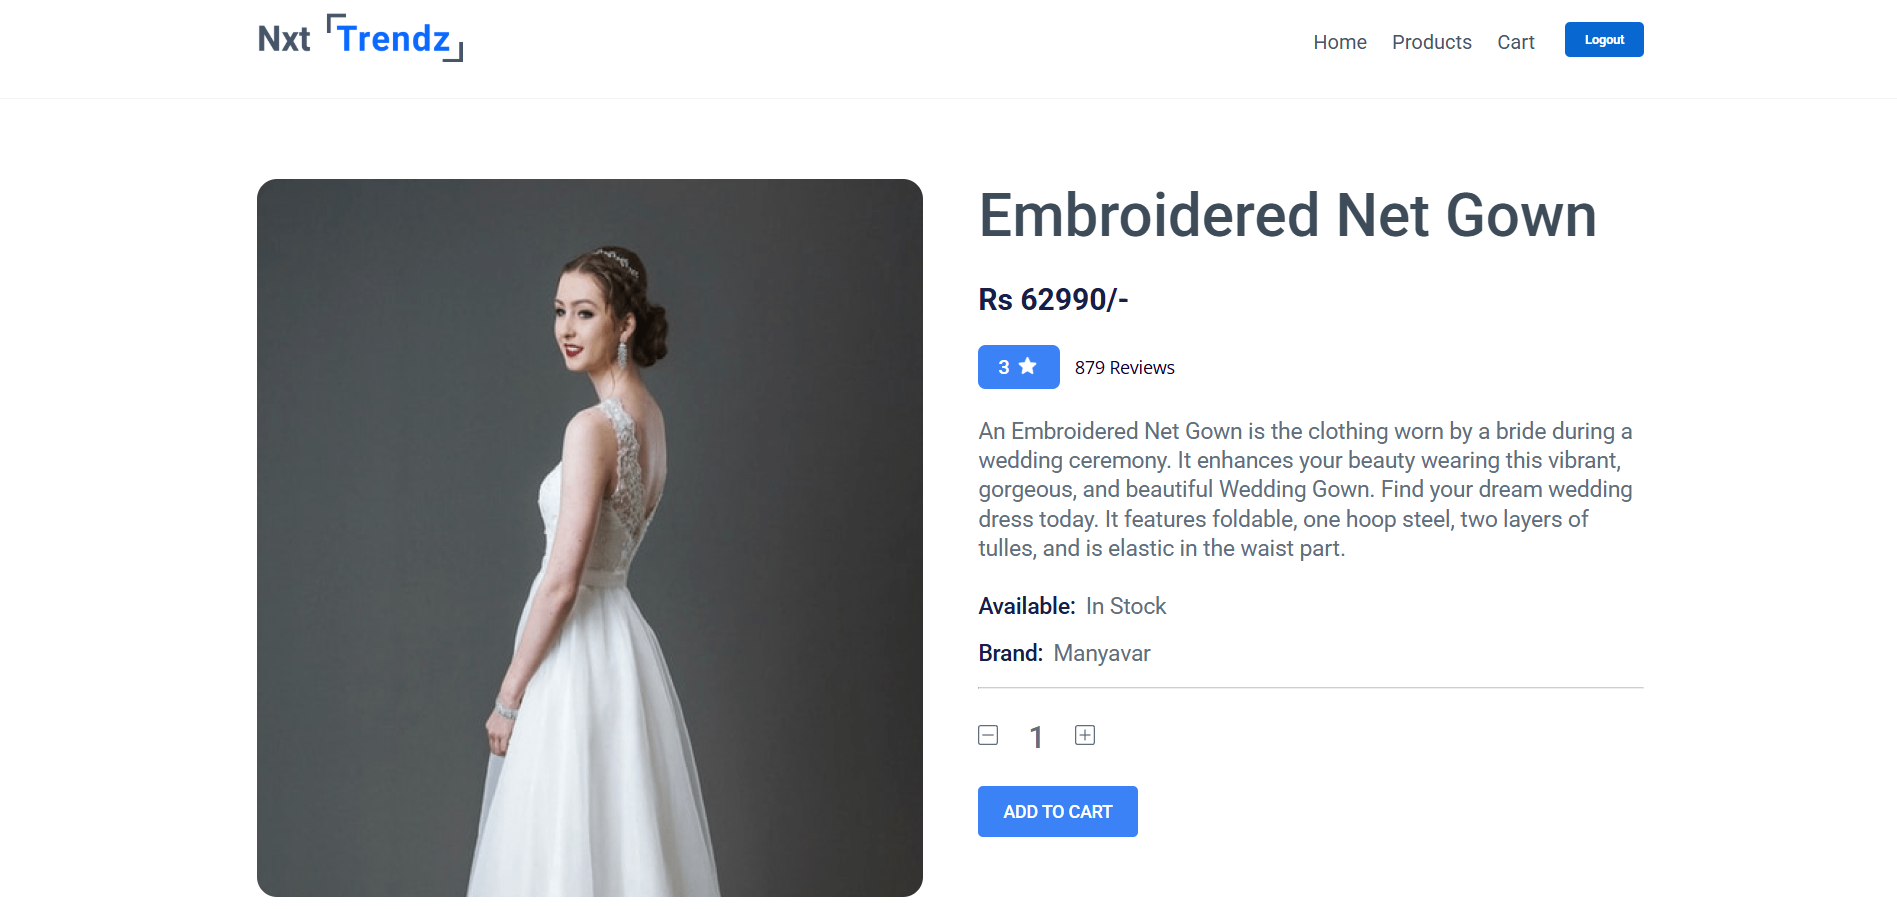 Nxt Trendz
Home Products Cart Logout
Embroidered Net Gown
Rs 62990/-
3 879 Reviews
An Embroidered Net Gown is the clothing worn by a bride during a
wedding ceremony. It enhances your beauty wearing this vibrant,
gorgeous, and beautiful Wedding Gown. Find your dream wedding
dress today. It features foldable, one hoop steel, two layers of
tulles, and is elastic in the waist part.
Available: In Stock
Brand: Manyavar
1
ADD TO CART